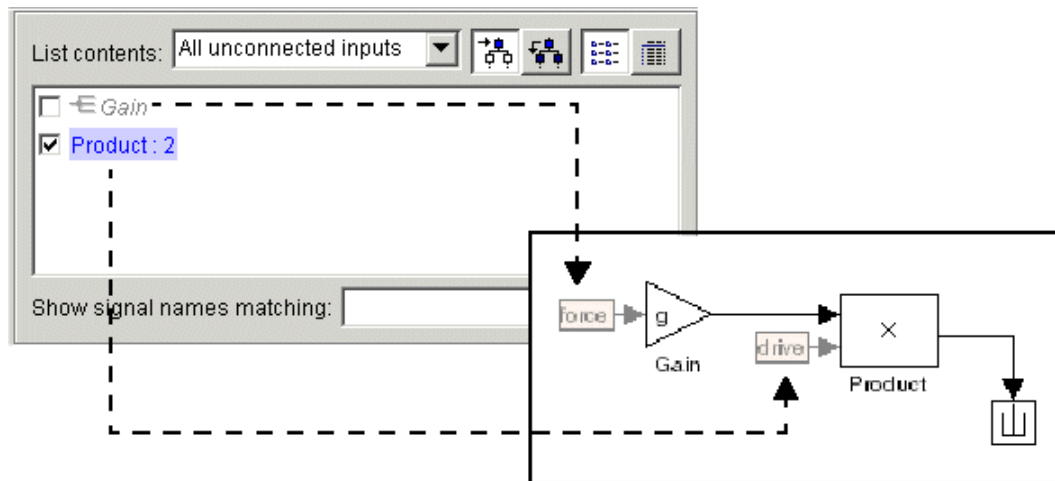 List contents: All unconnected inputs
Gain
Product : 2
Show signal names matching:
force
g
Gain
drive
×
Product